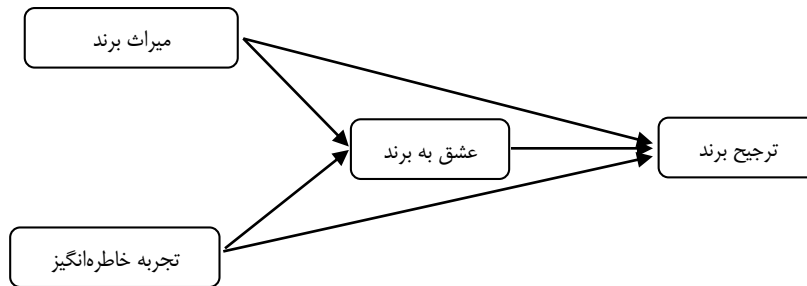 میراث برند
عشق به برند
ترجیح برند
تجربه خاطره‌انگیز